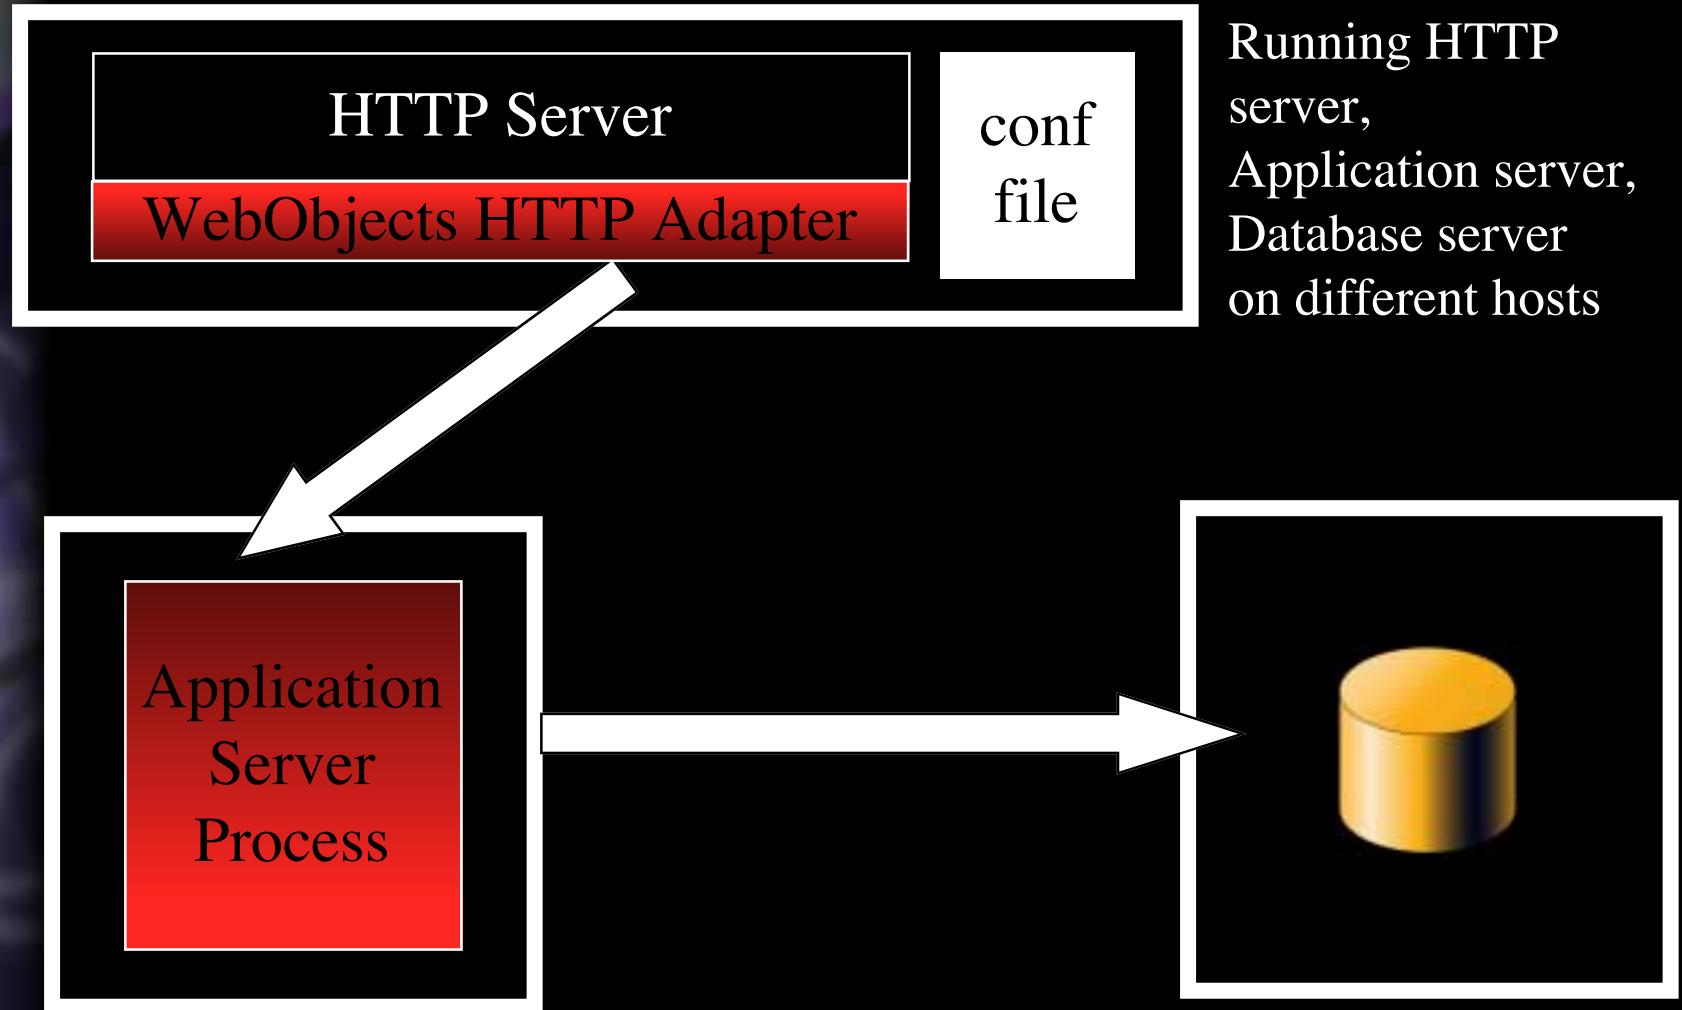 HTTP Server
WebObjects HTTP Adapter
conf
file
Running HTTP
server,
Application server,
Database server
on different hosts
Application
Server
Process